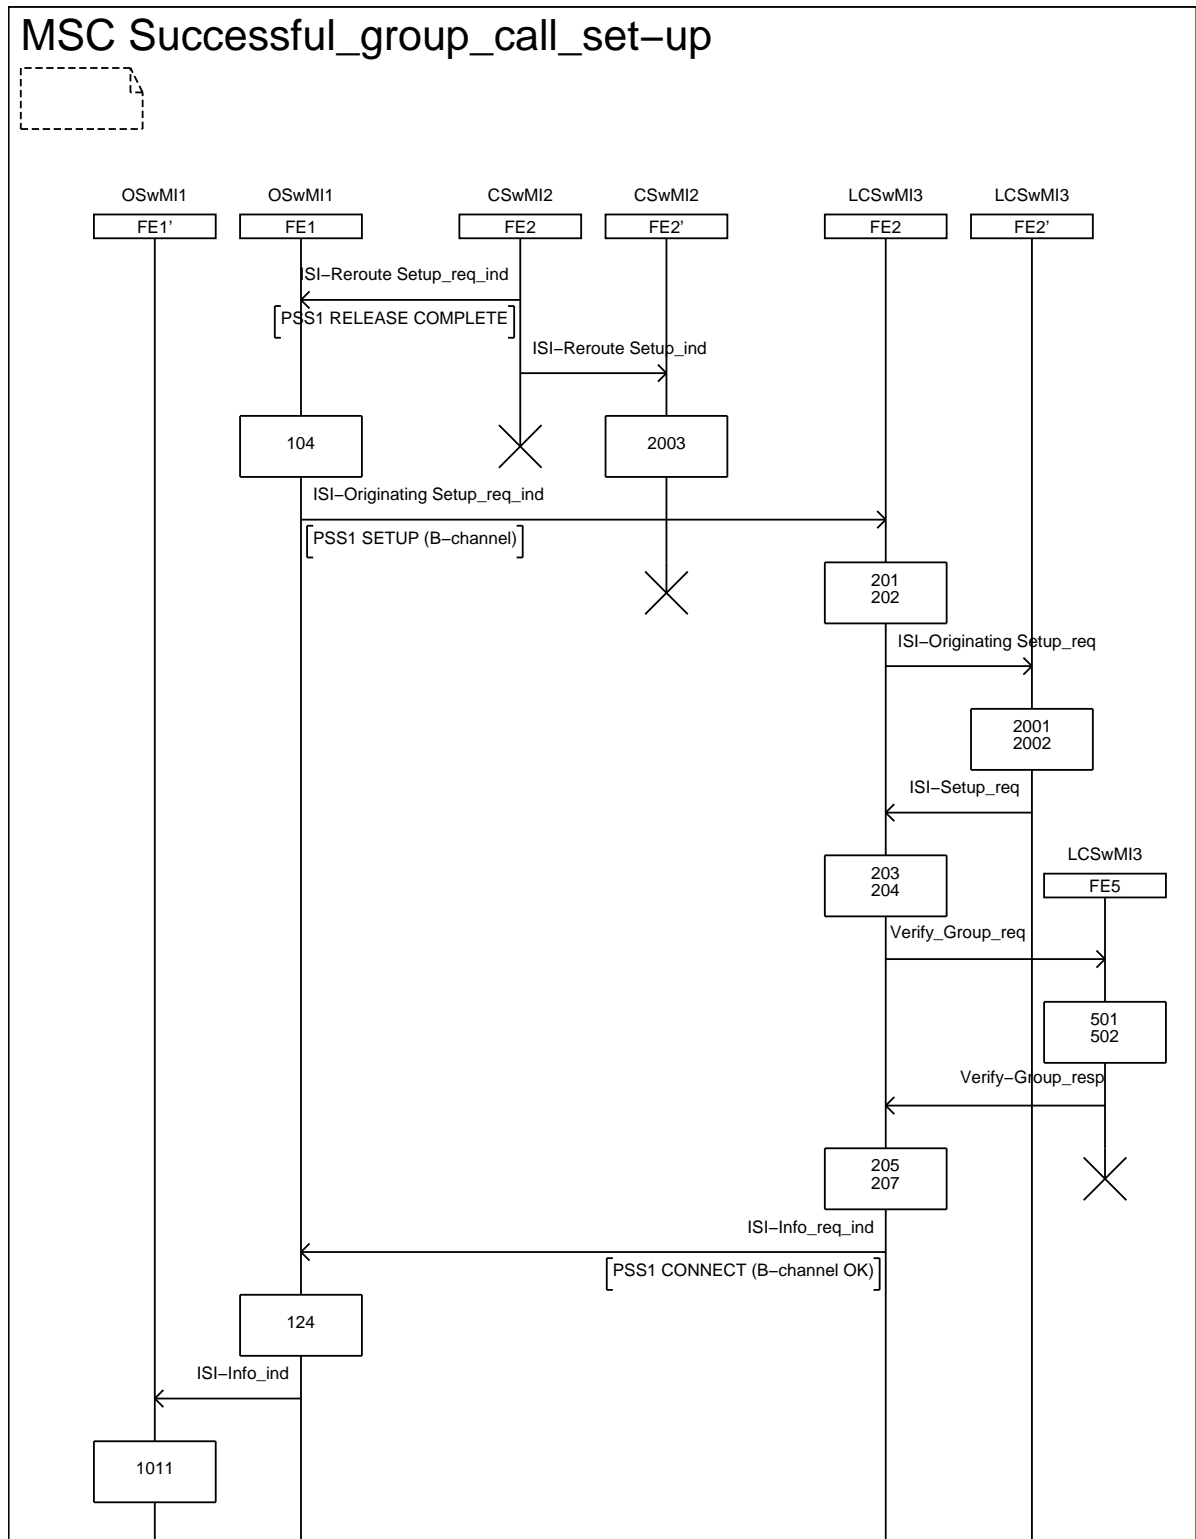 MSC Successful_group_call_set−up
OSwMI1 OSwMI1 CSwMI2 CSwMI2 LCSwMI3 LCSwMI3
FE1’ FE1 FE2 FE2’ FE2 FE2’
ISI−Reroute Setup_req_ind
PSS1 RELEASE COMPLETE
ISI−Reroute Setup_ind
104 2003
ISI−Originating Setup_req_ind
PSS1 SETUP (B−channel)
201
202
ISI−Originating Setup_req
2001
2002
ISI−Setup_req
LCSwMI3
203
204
FE5
Verify_Group_req
501
502
Verify−Group_resp
205
207
ISI−Info_req_ind
PSS1 CONNECT (B−channel OK)
124
ISI−Info_ind
1011